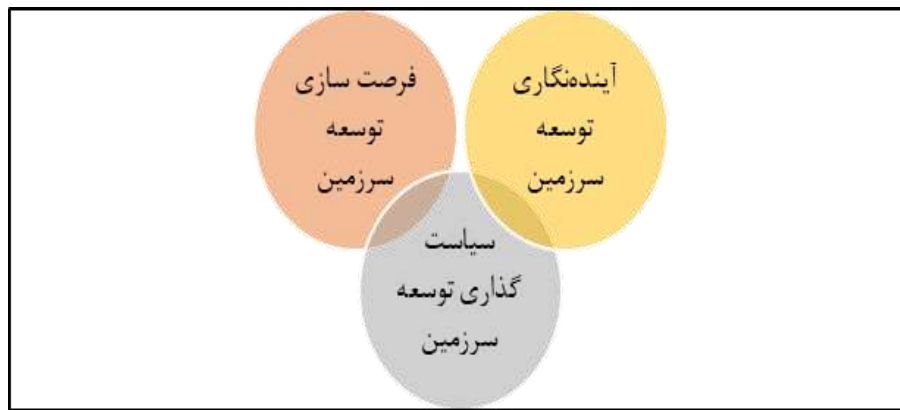 آینده‌نگاری
توسعه
سرزمین
فرصت سازی
توسعه
سرزمین
سیاست
گذاری توسعه
سرزمین